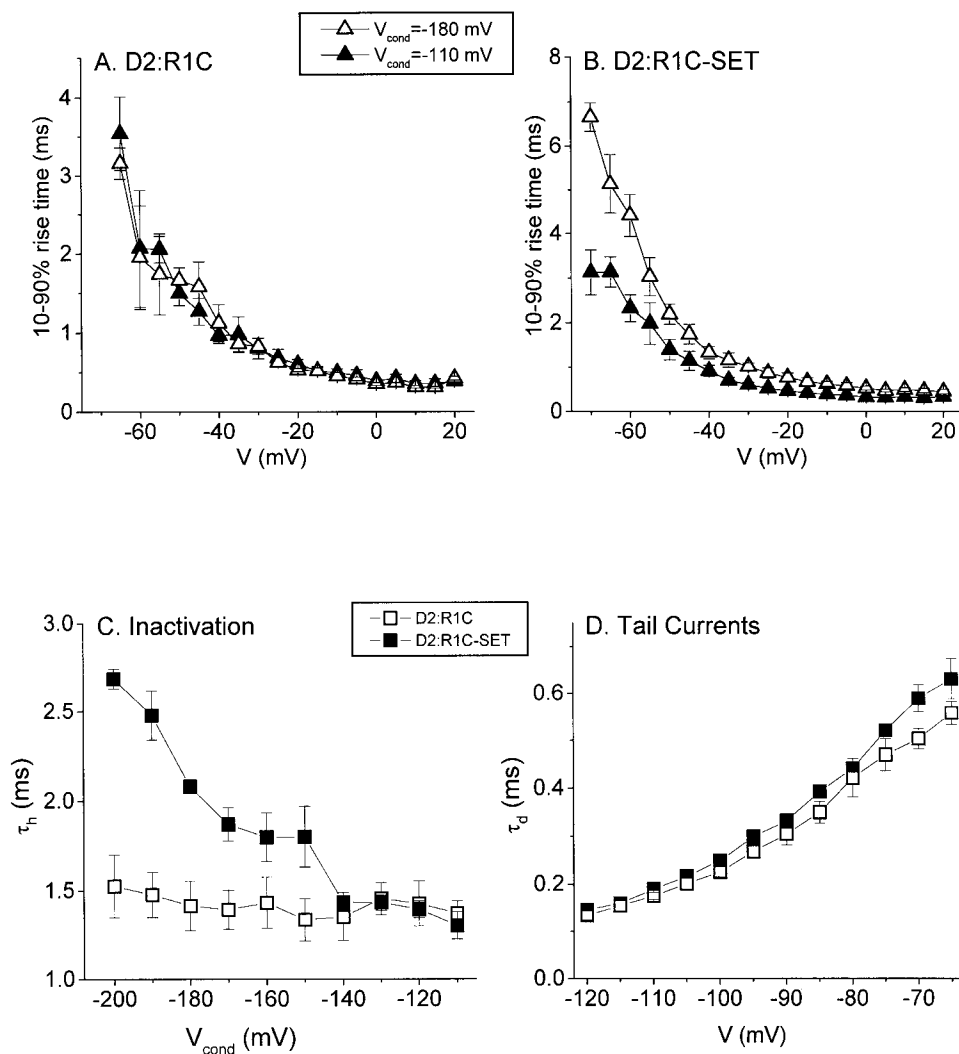 V_cond=-180 mV
V_cond=-110 mV
A. D2:R1C
B. D2:R1C-SET
10-90% rise time (ms)
4
3
2
1
0
-60 -40 -20 0 20
V (mV)
10-90% rise time (ms)
8
6
4
2
0
-60 -40 -20 0 20
V (mV)
C. Inactivation
D2:R1C
D2:R1C-SET
D. Tail Currents
τ_h (ms)
3.0
2.5
2.0
1.5
1.0
-200 -180 -160 -140 -120
V_cond (mV)
τ_d (ms)
0.6
0.4
0.2
0.0
-120 -110 -100 -90 -80 -70
V (mV)